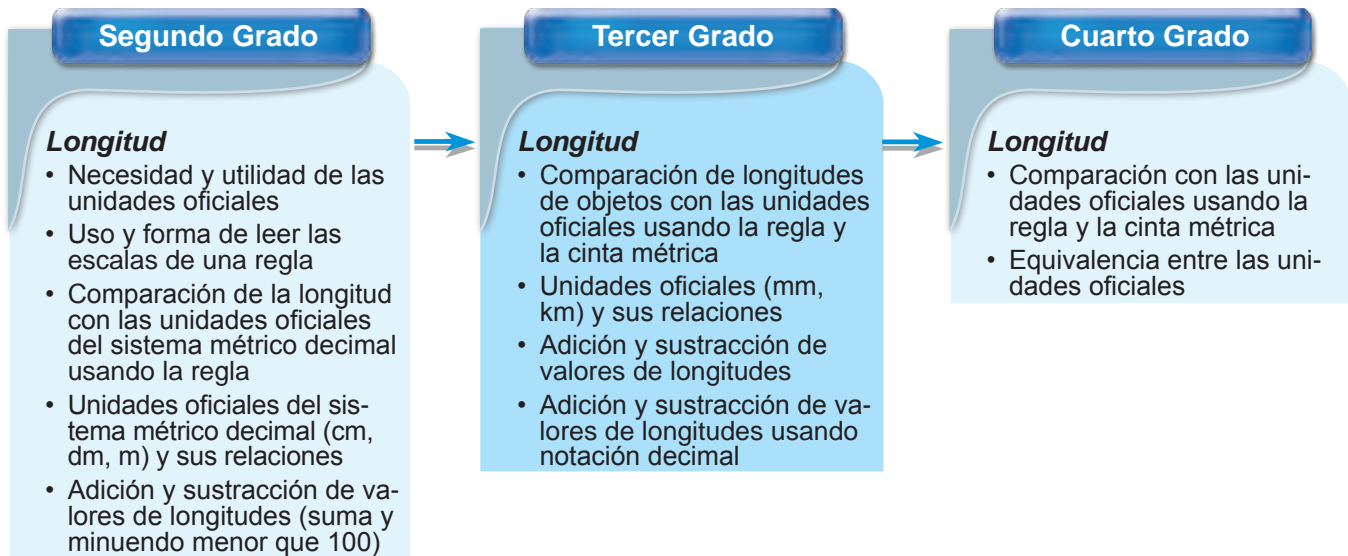 Segundo Grado
Longitud
• Necesidad y utilidad de las
unidades oficiales
• Uso y forma de leer las
escalas de una regla
• Comparación de la longitud
con las unidades oficiales
del sistema métrico decimal
usando la regla
• Unidades oficiales del sis-
tema métrico decimal (cm,
dm, m) y sus relaciones
• Adición y sustracción de va-
lores de longitudes (suma y
minuendo menor que 100)
Tercer Grado
Longitud
• Comparación de longitudes
de objetos con las unidades
oficiales usando la regla y
la cinta métrica
• Unidades oficiales (mm,
km) y sus relaciones
• Adición y sustracción de
valores de longitudes
• Adición y sustracción de va-
lores de longitudes usando
notación decimal
Cuarto Grado
Longitud
• Comparación con las uni-
dades oficiales usando la
regla y la cinta métrica
• Equivalencia entre las uni-
dades oficiales